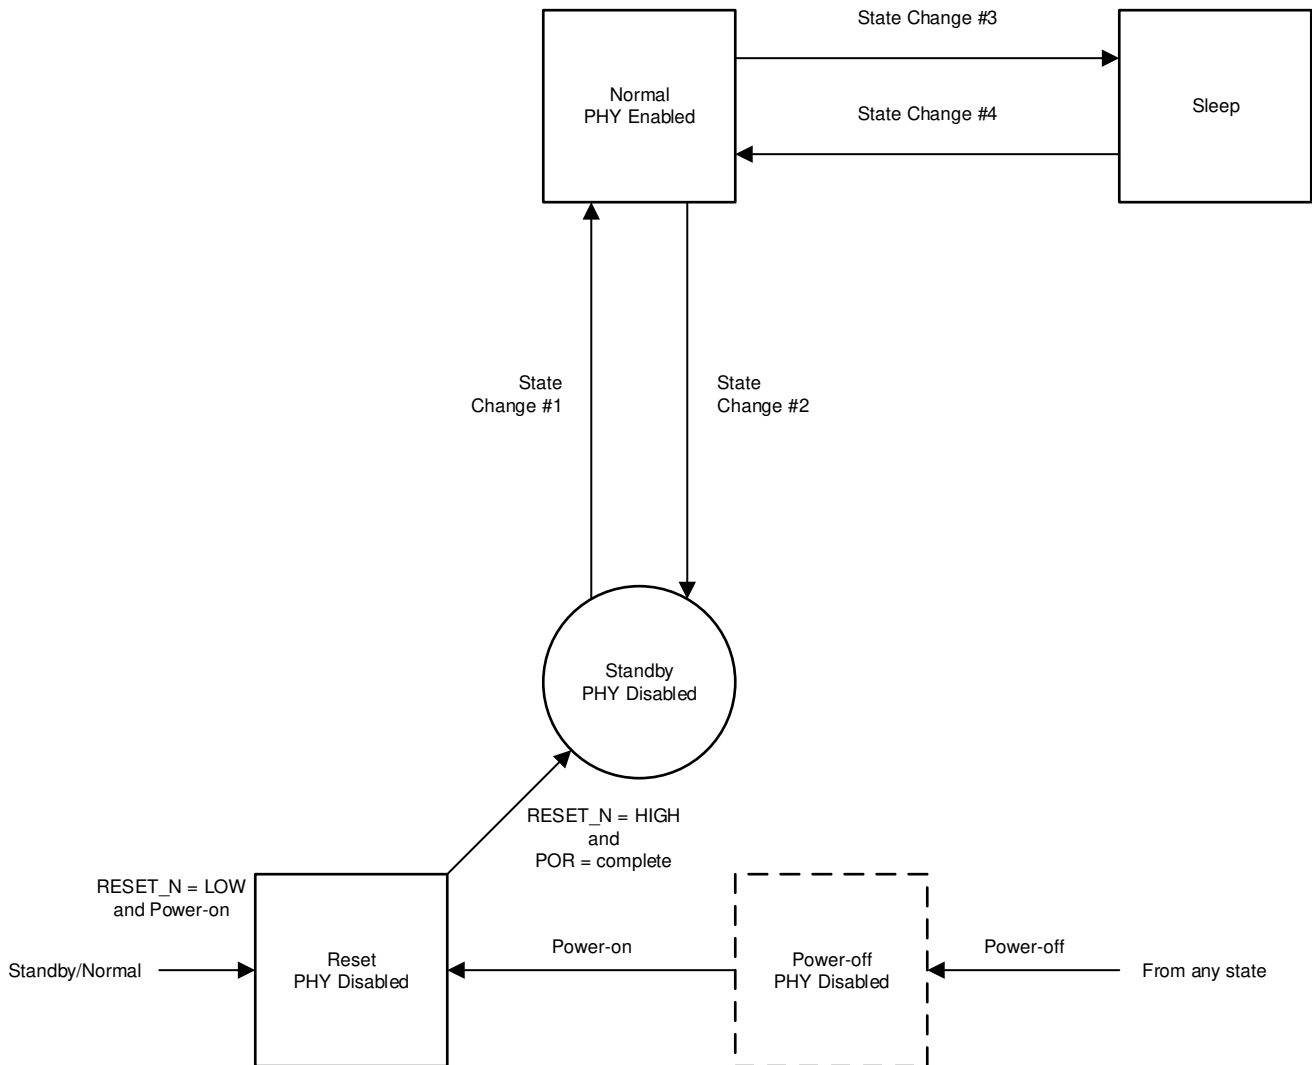 State Change #3
Normal
PHY Enabled
Sleep
State Change #4
State
Change #1
State
Change #2
Standby
PHY Disabled
RESET_N = HIGH
and
POR = complete
RESET_N = LOW
and Power-on
Standby/Normal
Reset
PHY Disabled
Power-on
Power-off
PHY Disabled
Power-off
From any state